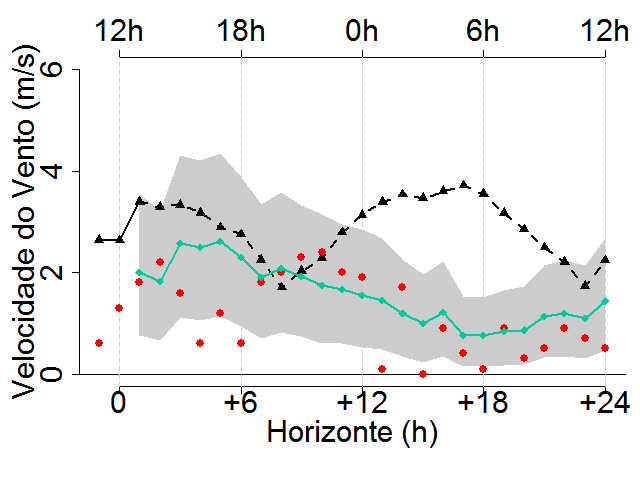 12h 18h 0h 6h 12h
Velocidade do Vento (m/s)
6
4
2
0
0 +6 +12 +18 +24
Horizonte (h)